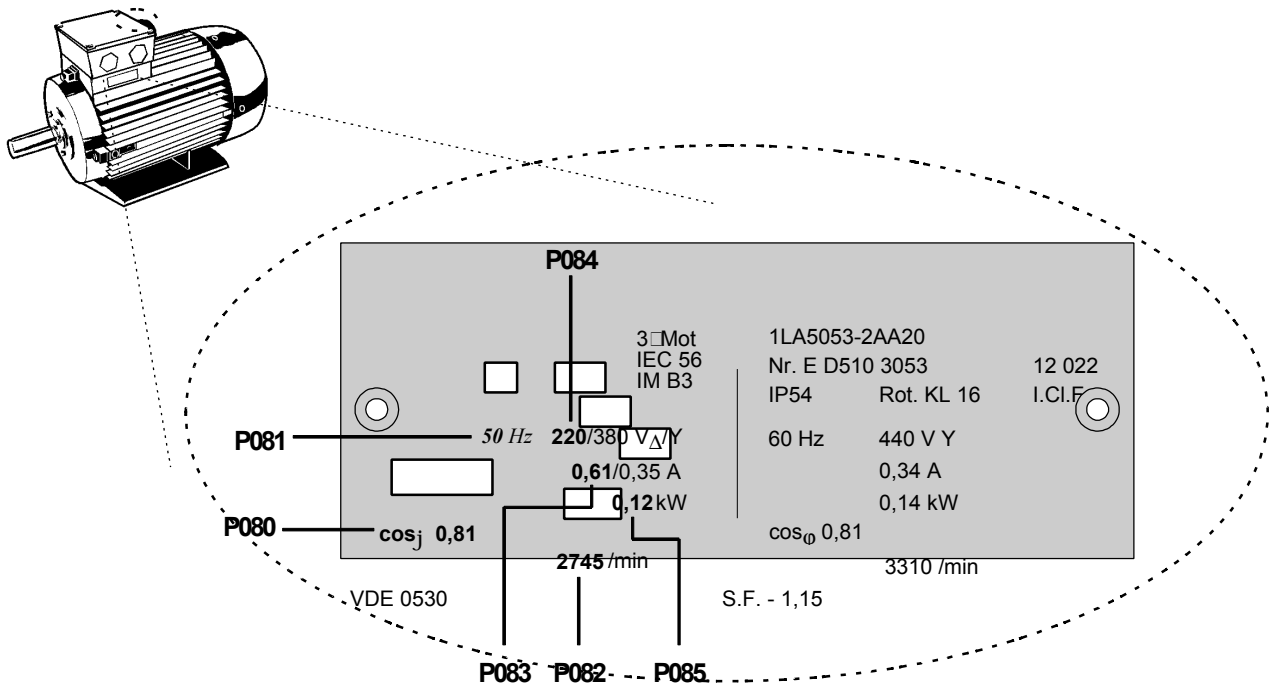 P084
3□Mot 1LA5053-2AA20
IEC 56 Nr. E D510 3053 12 022
IM B3 IP54 Rot. KL 16 I.Cl.F
P081 50 Hz 220/380 V∆/Y 60 Hz 440 V Y
0,61/0,35 A 0,34 A
0,12 kW 0,14 kW
P080 cosj 0,81 cosφ 0,81
2745 /min 3310 /min
VDE 0530 S.F. - 1,15
P083 P082 P085